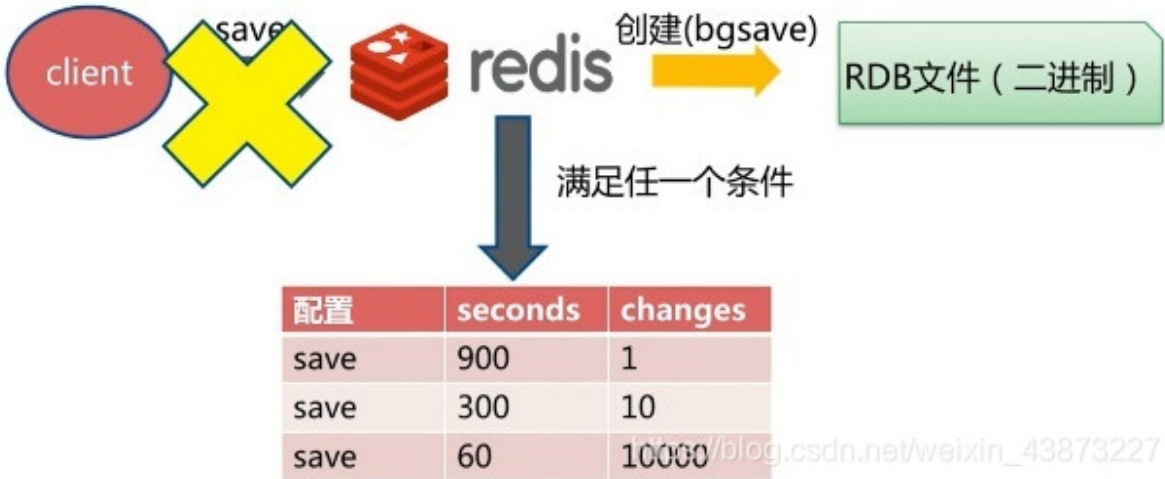 client
save
redis
创建(bgsave)
RDB文件（二进制）
满足任一个条件
配置 seconds changes
save 900 1
save 300 10
save 60 10000
https://blog.csdn.net/weixin_43873227